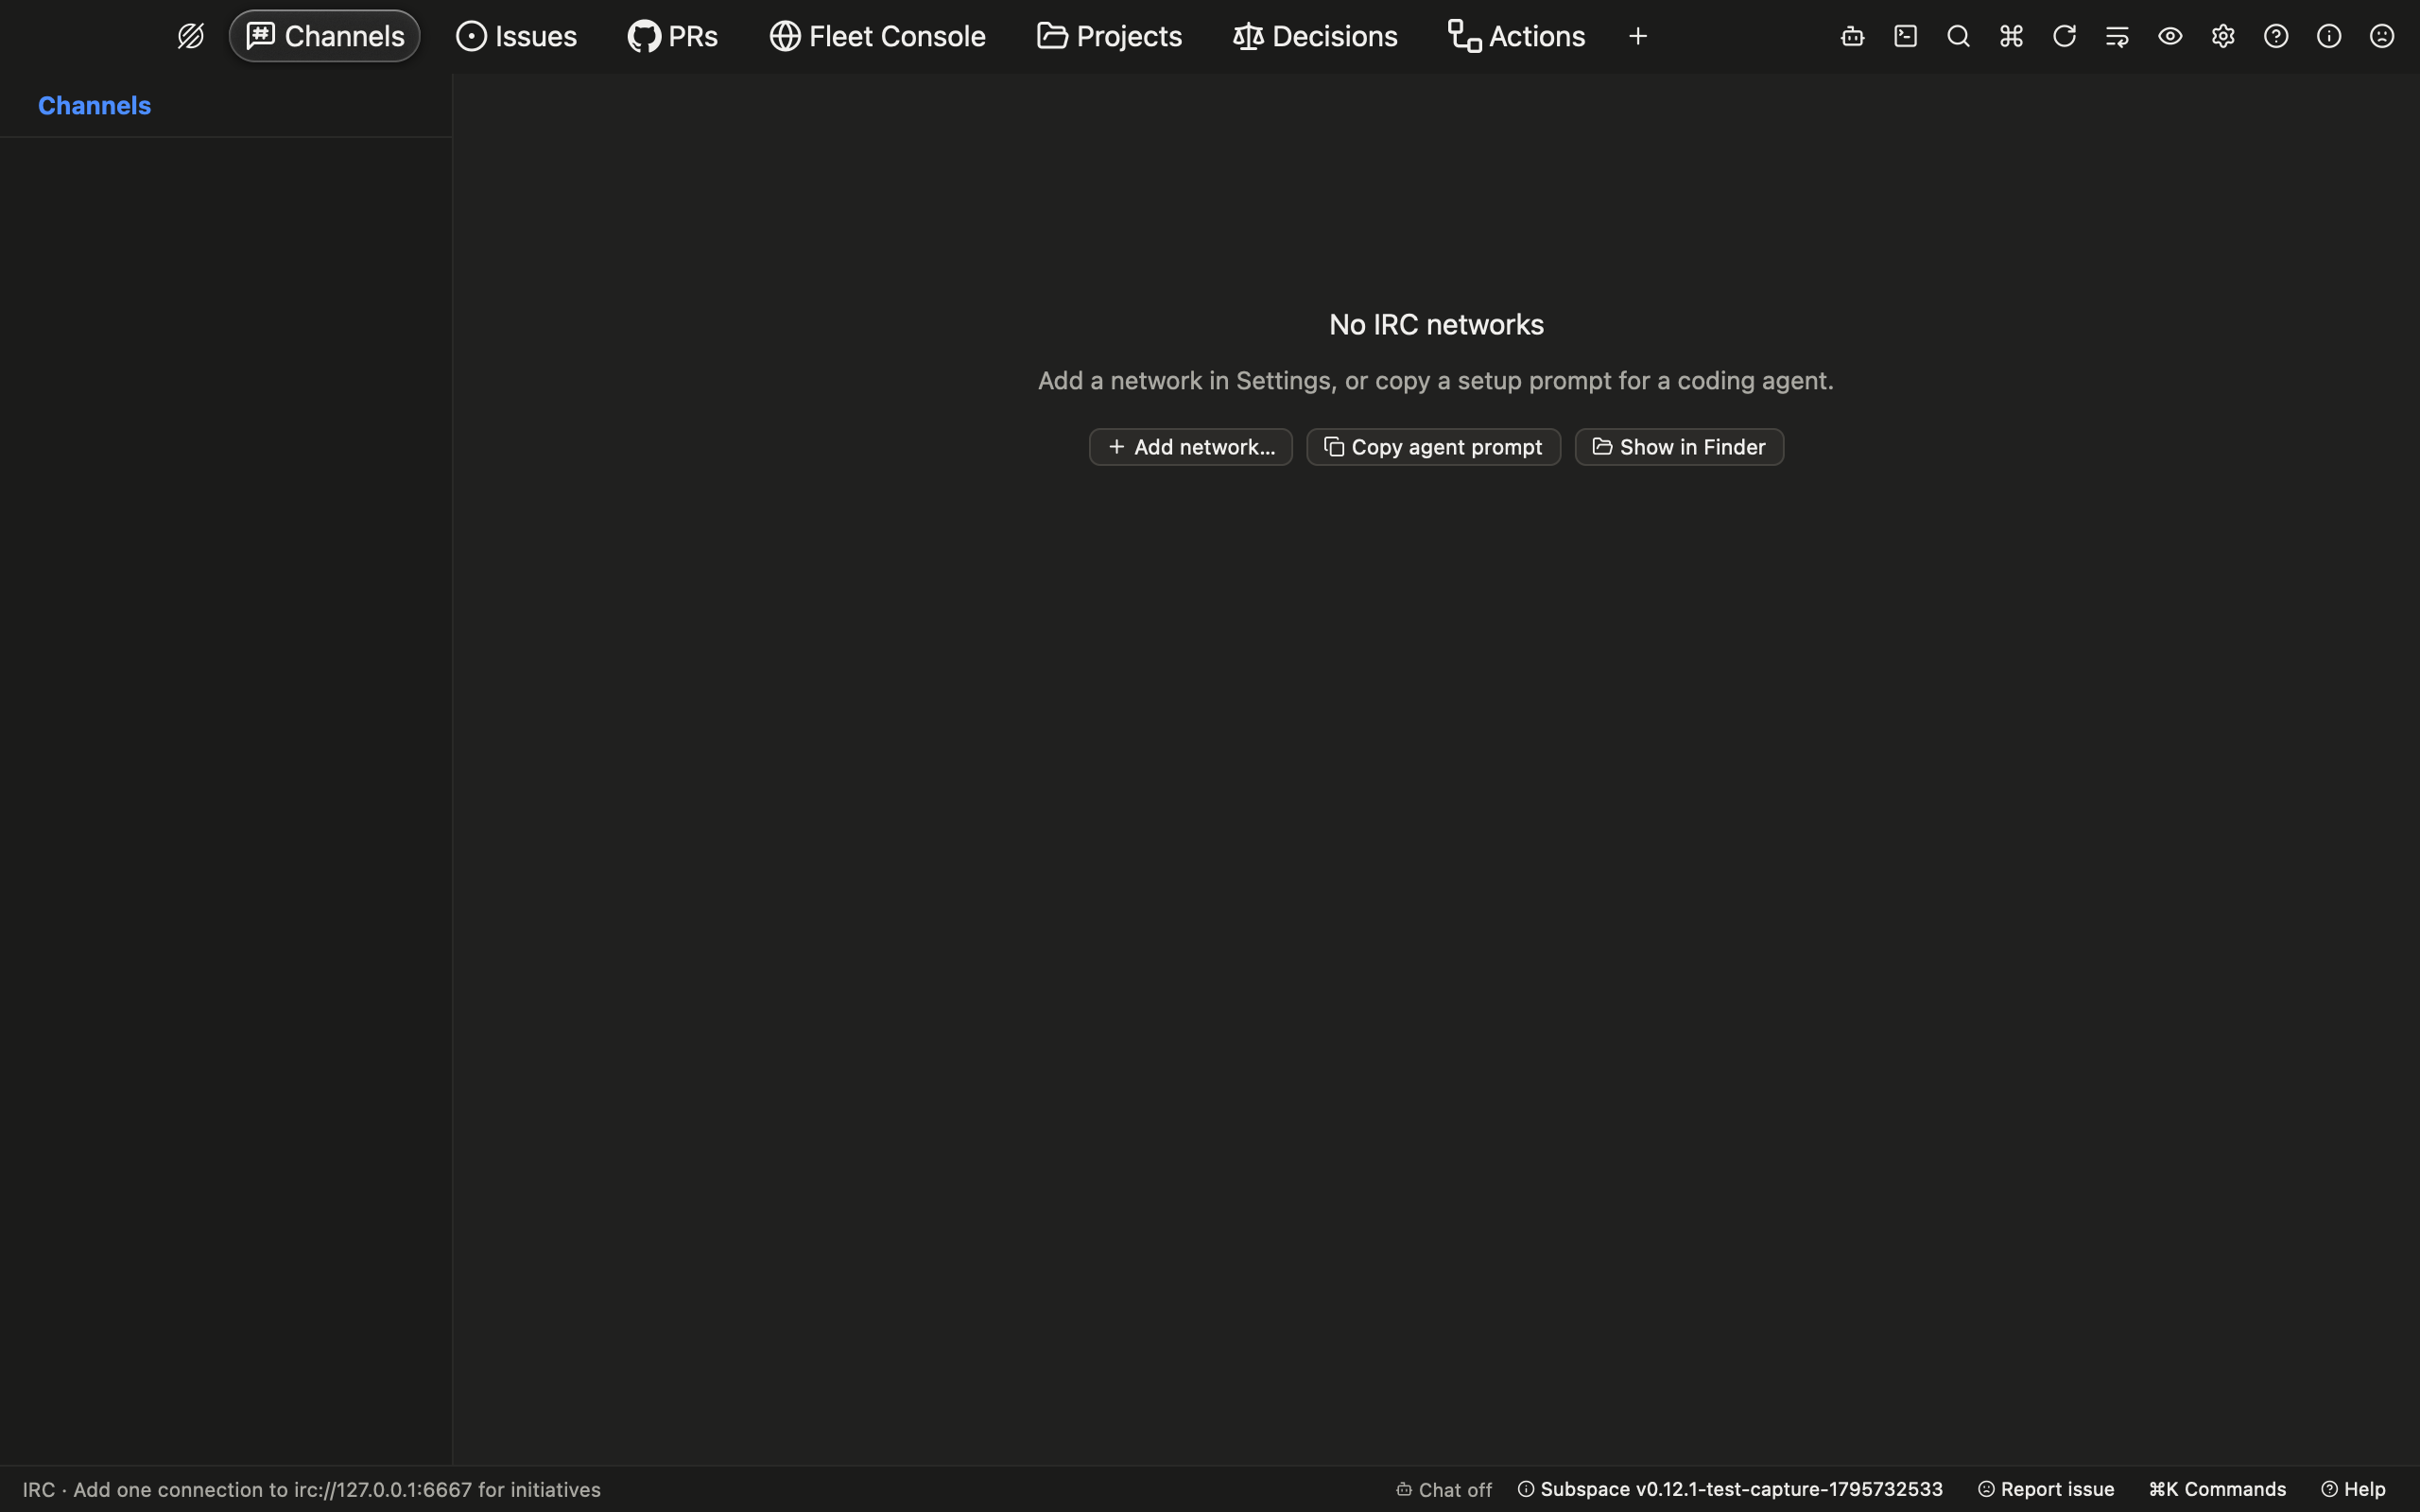 Channels Issues PRs Fleet Console Projects Decisions Actions
Channels
No IRC networks
Add a network in Settings, or copy a setup prompt for a coding agent.
Add network... Copy agent prompt Show in Finder
IRC · Add one connection to irc://127.0.0.1:6667 for initiatives Chat off Subspace v0.12.1-test-capture-1795732533 Report issue ⌘K Commands Help